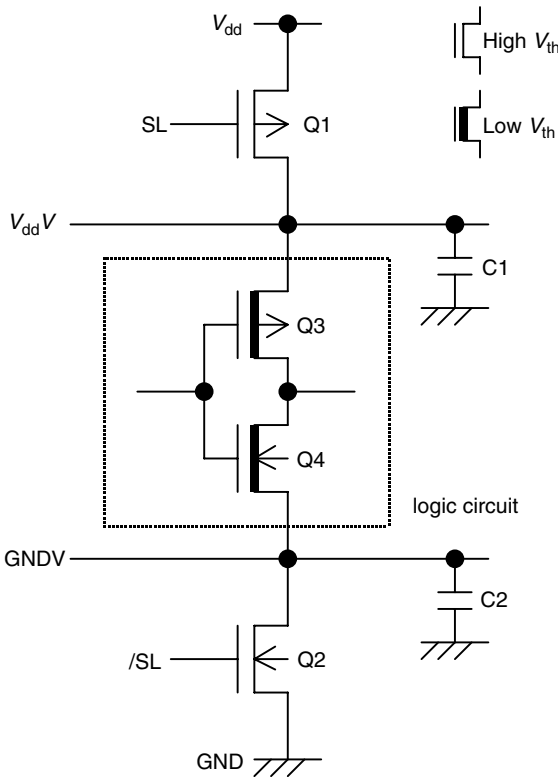 Vdd
High Vth
SL
Q1
Low Vth
VddV
C1
Q3
Q4
logic circuit
GNDV
C2
/SL
Q2
GND